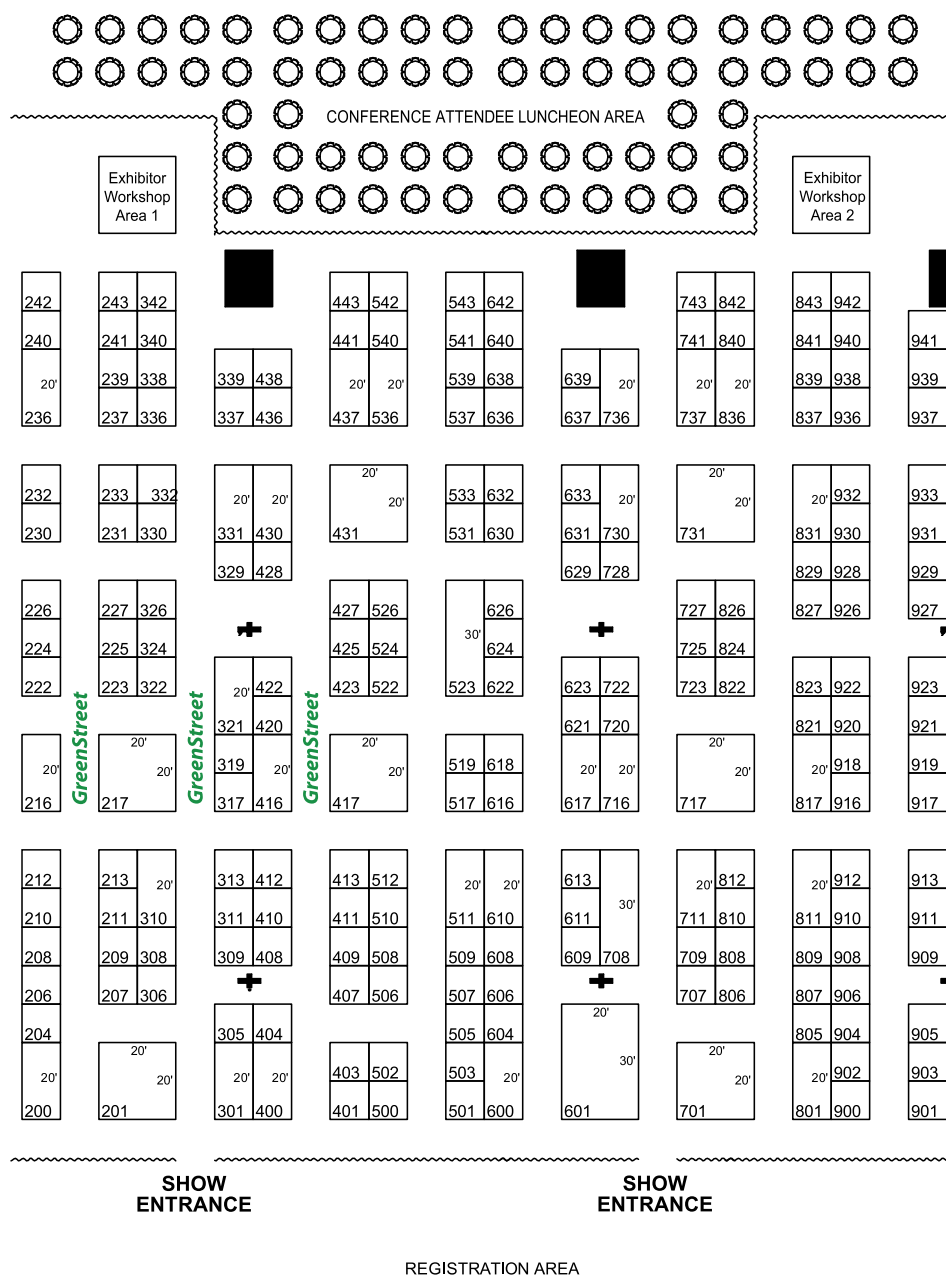 CONFERENCE ATTENDEE LUNCHEON AREA
Exhibitor
Workshop
Area 1
Exhibitor
Workshop
Area 2
242 243 342 443 542 543 642 743 842 843 942
240 241 340 441 540 541 640 741 840 841 940 941
20' 239 338 339 438 20' 20' 539 638 639 20' 20' 20' 839 938 939
236 237 336 337 436 437 536 537 636 637 736 737 836 837 936 937
20' 20'
232 233 332 20' 20' 20' 533 632 633 20' 20' 20' 932 933
230 231 330 331 430 431 531 630 631 730 731 831 930 931
329 428 629 728 829 928 929
226 227 326 427 526 626 727 826 827 926 927
224 225 324 425 524 30' 624 725 824
222 223 322 20' 422 423 522 523 622 623 722 723 822 823 922 923
321 420 621 720 821 920 921
GreenStreet GreenStreet GreenStreet
20' 20' 20'
20' 20' 319 20' 20' 519 618 20' 20' 20' 20' 918 919
216 217 317 416 417 517 616 617 716 717 817 916 917
212 213 20' 313 412 413 512 20' 20' 613 20' 812 20' 912 913
210 211 310 311 410 411 510 511 610 611 30' 711 810 811 910 911
208 209 308 309 408 409 508 509 608 609 708 709 808 809 908 909
206 207 306 407 506 507 606 707 806 807 906
20'
204 305 404 505 604 805 904 905
20' 20'
20' 20' 20' 20' 403 502 503 20' 30' 20' 20' 902 903
200 201 301 400 401 500 501 600 601 701 801 900 901
SHOW
ENTRANCE
SHOW
ENTRANCE
REGISTRATION AREA